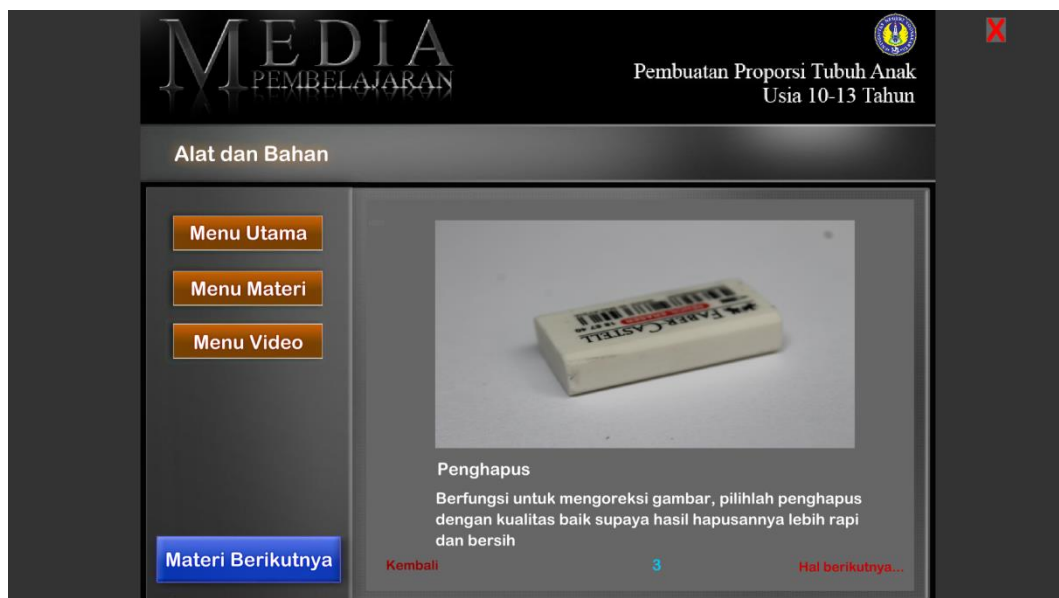 MEDIA
PEMBELAJARAN
Pembuatan Proporsi Tubuh Anak
Usia 10-13 Tahun
X
Alat dan Bahan
Menu Utama
Menu Materi
Menu Video
Materi Berikutnya
FABER-CASTELL
Penghapus
Berfungsi untuk mengoreksi gambar, pilihlah penghapus
dengan kualitas baik supaya hasil hapusannya lebih rapi
dan bersih
Kembali
3
Hal berikutnya...